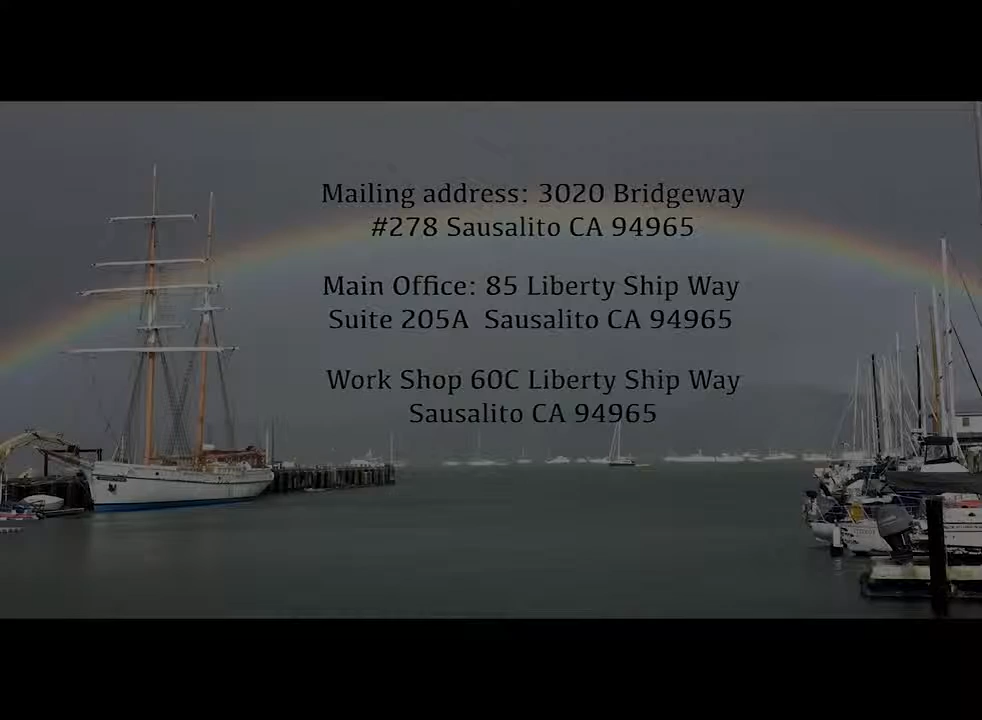 Mailing address: 3020 Bridgeway
#278 Sausalito CA 94965
Main Office: 85 Liberty Ship Way
Suite 205A  Sausalito CA 94965
Work Shop 60C Liberty Ship Way
Sausalito CA 94965